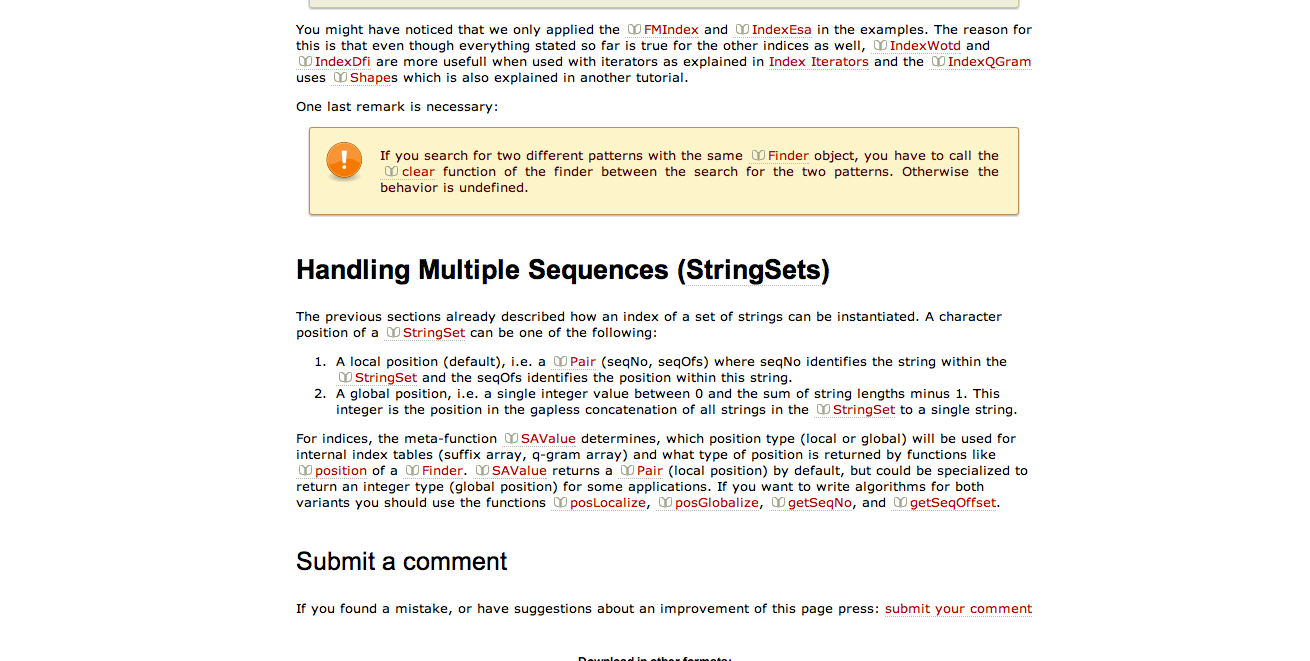 You might have noticed that we only applied the FMIndex and IndexEsa in the examples. The reason for
this is that even though everything stated so far is true for the other indices as well, IndexWotd and
IndexDfi are more usefull when used with iterators as explained in Index Iterators and the IndexQGram
uses Shapes which is also explained in another tutorial.
One last remark is necessary:
If you search for two different patterns with the same Finder object, you have to call the
clear function of the finder between the search for the two patterns. Otherwise the
behavior is undefined.
Handling Multiple Sequences (StringSets)
The previous sections already described how an index of a set of strings can be instantiated. A character
position of a StringSet can be one of the following:
1. A local position (default), i.e. a Pair (seqNo, seqOfs) where seqNo identifies the string within the
StringSet and the seqOfs identifies the position within this string.
2. A global position, i.e. a single integer value between 0 and the sum of string lengths minus 1. This
integer is the position in the gapless concatenation of all strings in the StringSet to a single string.
For indices, the meta-function SAValue determines, which position type (local or global) will be used for
internal index tables (suffix array, q-gram array) and what type of position is returned by functions like
position of a Finder. SAValue returns a Pair (local position) by default, but could be specialized to
return an integer type (global position) for some applications. If you want to write algorithms for both
variants you should use the functions posLocalize, posGlobalize, getSeqNo, and getSeqOffset.
Submit a comment
If you found a mistake, or have suggestions about an improvement of this page press: submit your comment
Download in other formats: